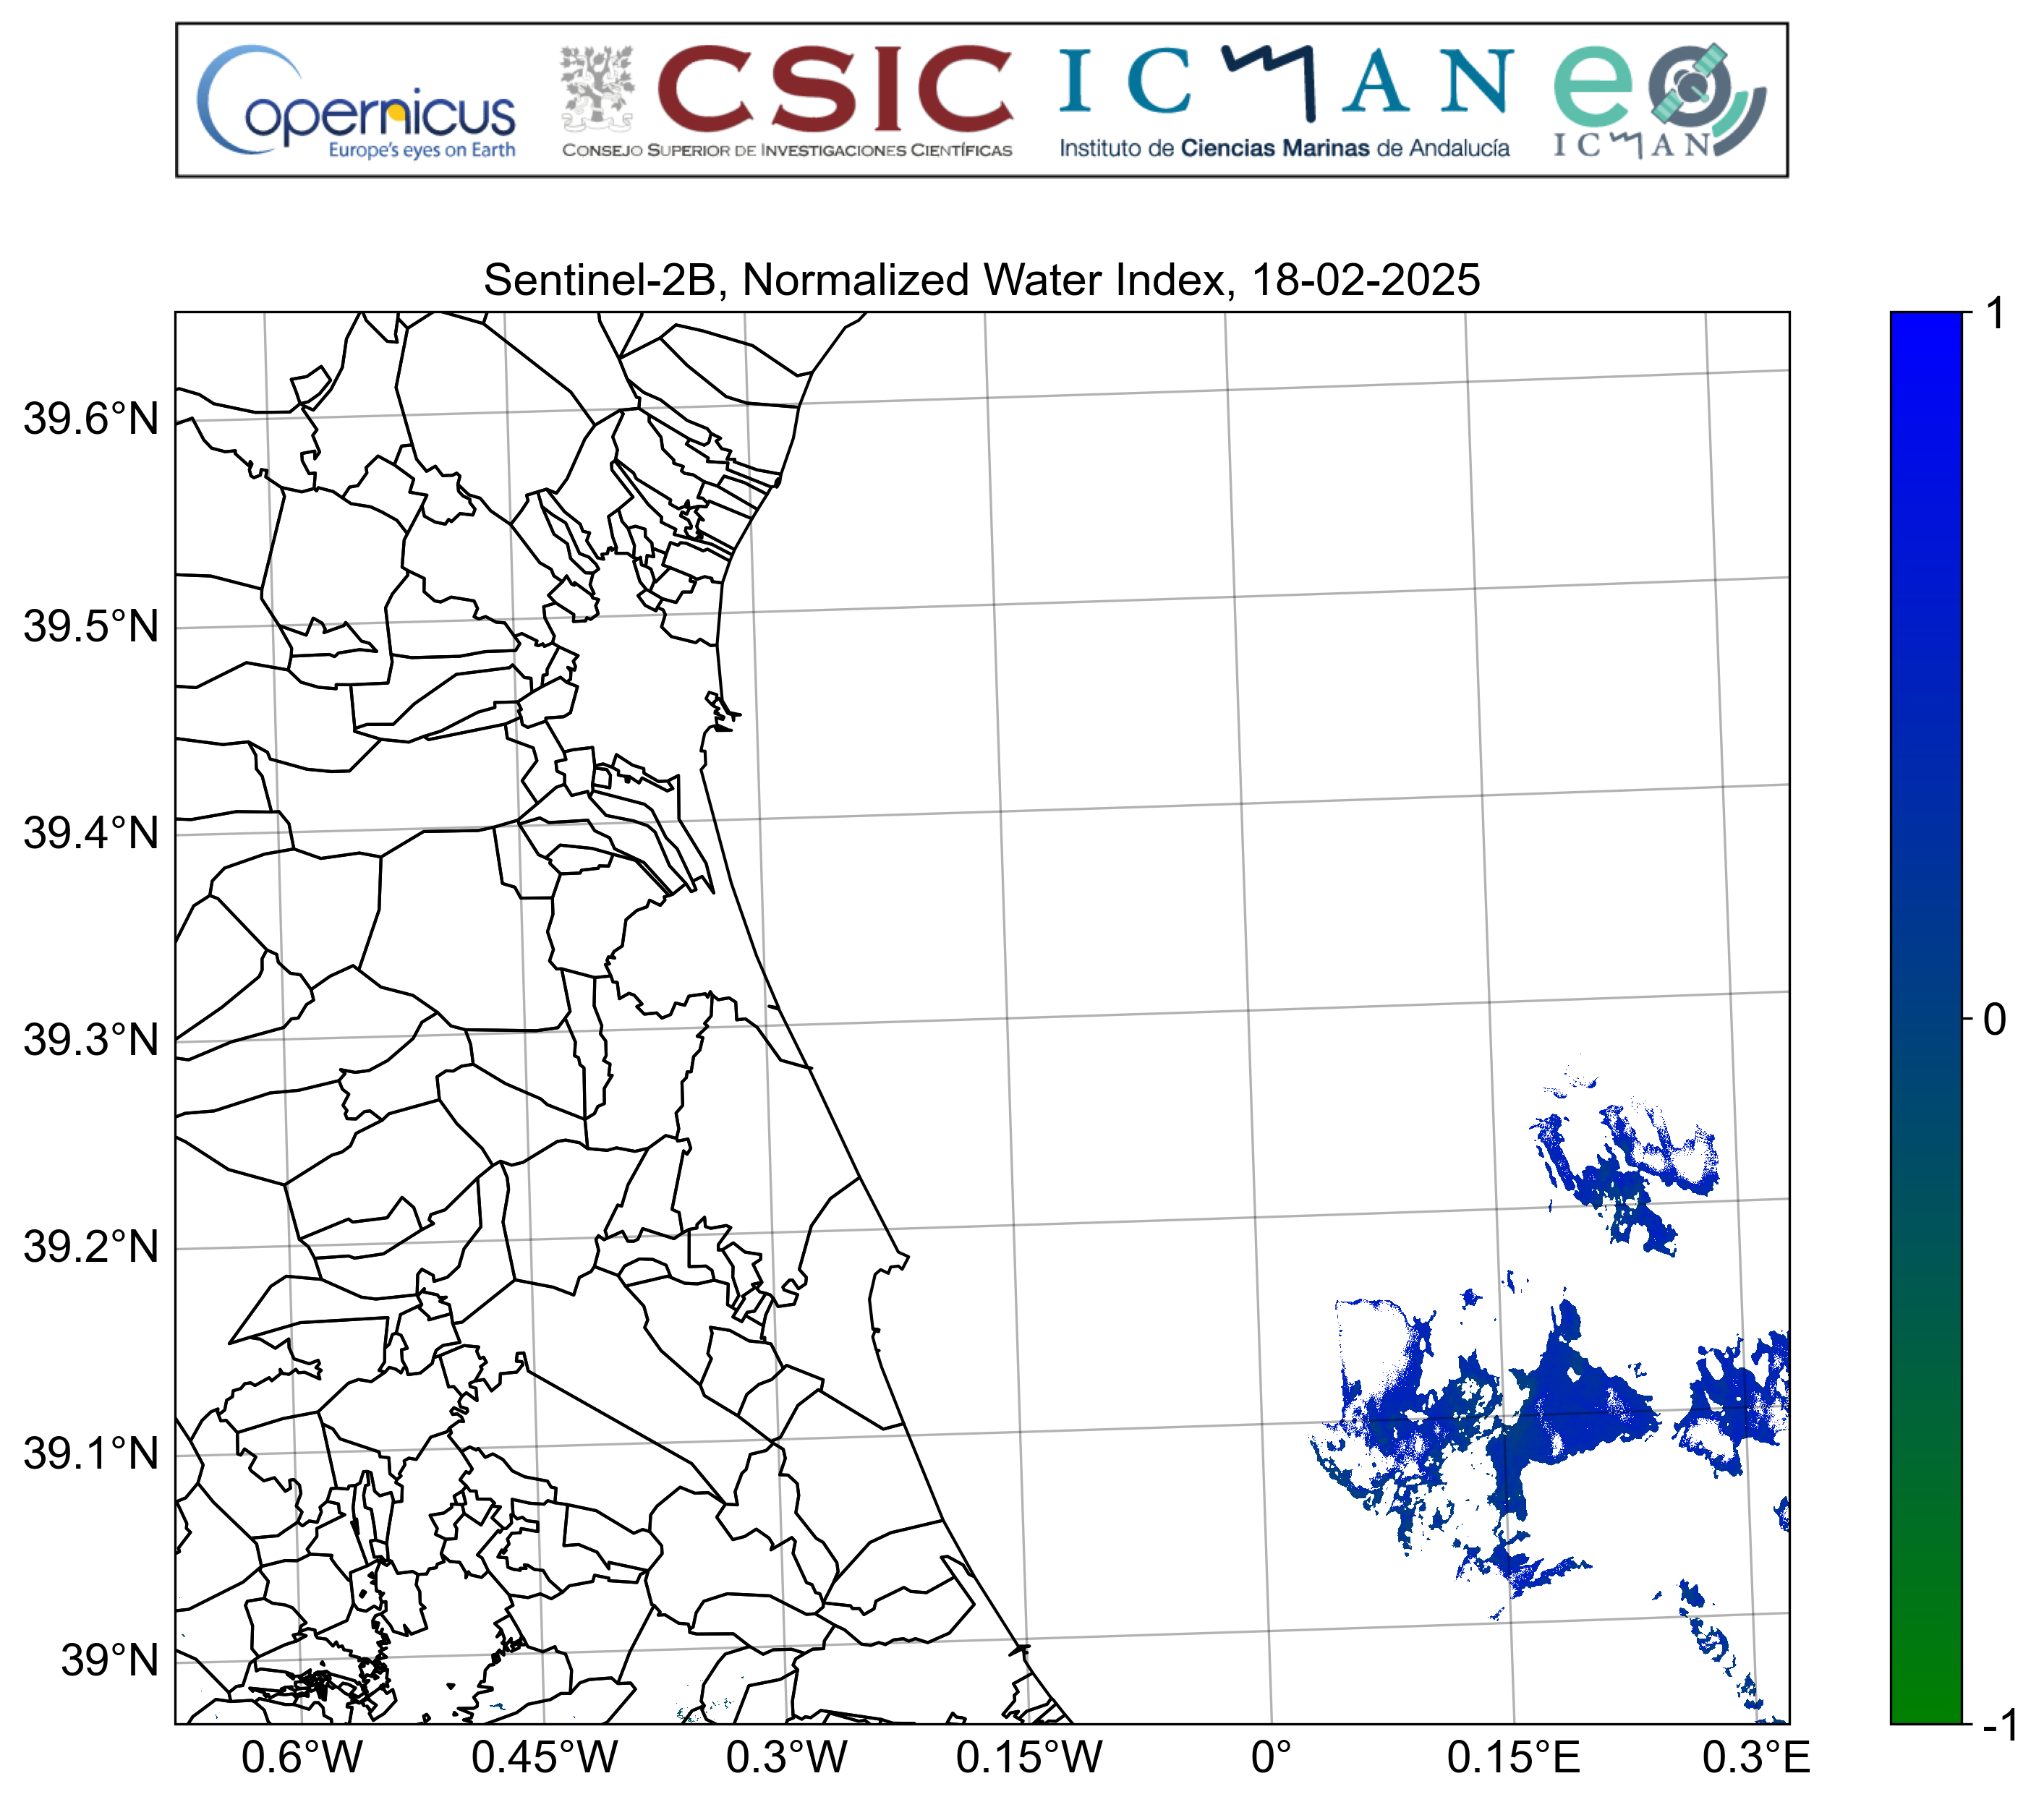 Copernicus
Europe's eyes on Earth
CSIC
CONSEJO SUPERIOR DE INVESTIGACIONES CIENTÍFICAS
ICMAN
Instituto de Ciencias Marinas de Andalucía
eo
ICMAN
Sentinel-2B, Normalized Water Index, 18-02-2025
39.6°N
39.5°N
39.4°N
39.3°N
39.2°N
39.1°N
39°N
0.6°W 0.45°W 0.3°W 0.15°W 0° 0.15°E 0.3°E
1
0
-1